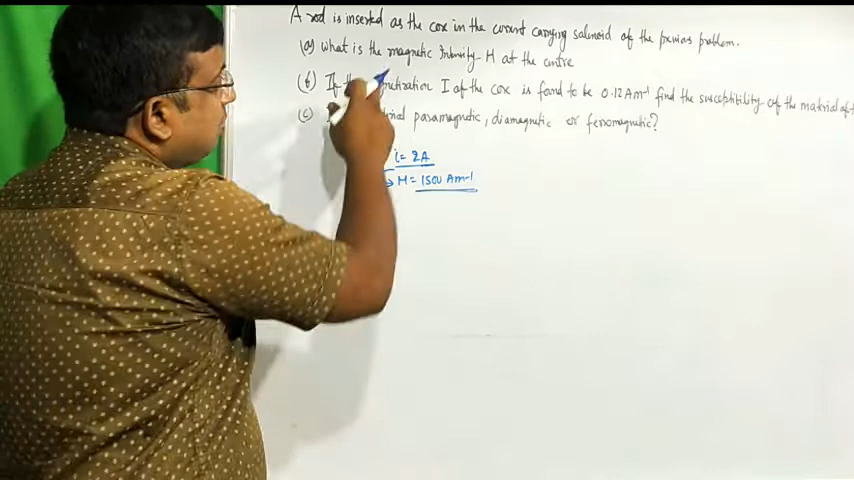 A rod is inserted as the core in the current carrying solenoid of the previous problem.
(a) what is the magnetic Intensity H at the centre
(b) If the I of the core is found to be 0.12 Am⁻¹ find the susceptibility of the material of
(c) paramagnetic, diamagnetic or ferromagnetic?
i = 2A
→ H = 1500 Am⁻¹